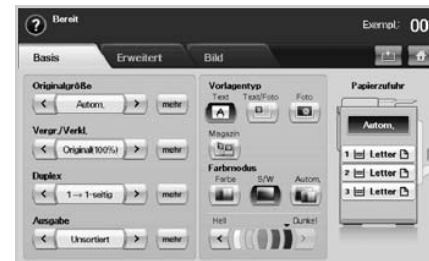 ? Bereit
Exempl.: 00
Basis
Erweitert
Bild
Originalgröße
< Autom. > mehr
Vergr./Verkl.
< Original(100%) > mehr
Duplex
< 1→1-seitig > mehr
Ausgabe
< Unsortiert > mehr
Vorlagentyp
Text Text/Foto Foto
A
Magazin
Farbmodus
Farbe S/W Autom.
Hell Dunkel
< >
Papierzufuhr
Autom.
1 Letter
2 Letter
3 Letter